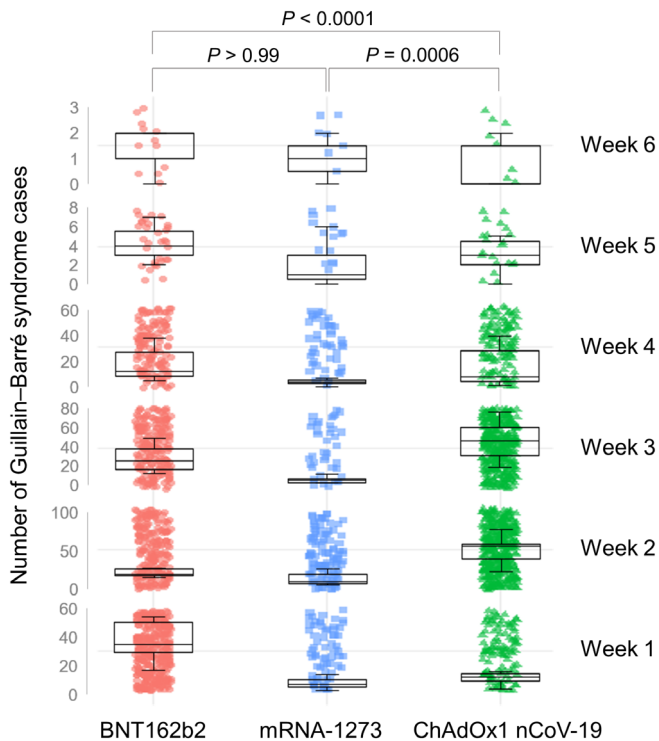 P < 0.0001
P > 0.99
P = 0.0006
Number of Guillain–Barré syndrome cases
3
2
1
0
Week 6
8
6
4
2
0
Week 5
60
40
20
0
Week 4
80
60
40
20
0
Week 3
100
50
0
Week 2
60
40
20
0
Week 1
BNT162b2 mRNA-1273 ChAdOx1 nCoV-19